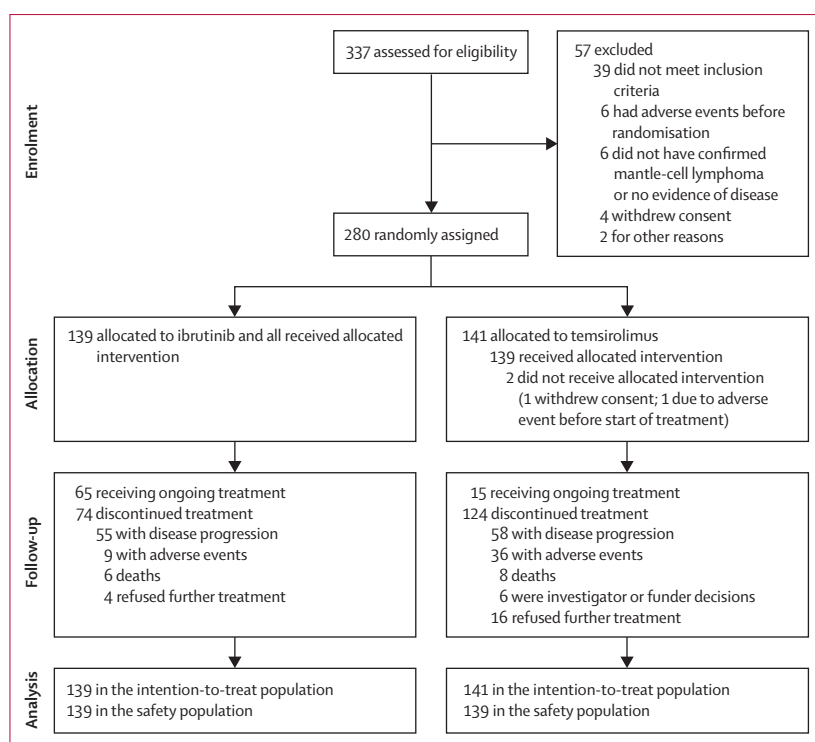 Enrolment
337 assessed for eligibility
57 excluded
39 did not meet inclusion
criteria
6 had adverse events before
randomisation
6 did not have confirmed
mantle-cell lymphoma
or no evidence of disease
4 withdrew consent
2 for other reasons
280 randomly assigned
Allocation
139 allocated to ibrutinib and all received allocated
intervention
141 allocated to temsirolimus
139 received allocated intervention
2 did not receive allocated intervention
(1 withdrew consent; 1 due to adverse
event before start of treatment)
Follow-up
65 receiving ongoing treatment
74 discontinued treatment
55 with disease progression
9 with adverse events
6 deaths
4 refused further treatment
15 receiving ongoing treatment
124 discontinued treatment
58 with disease progression
36 with adverse events
8 deaths
6 were investigator or funder decisions
16 refused further treatment
Analysis
139 in the intention-to-treat population
139 in the safety population
141 in the intention-to-treat population
139 in the safety population